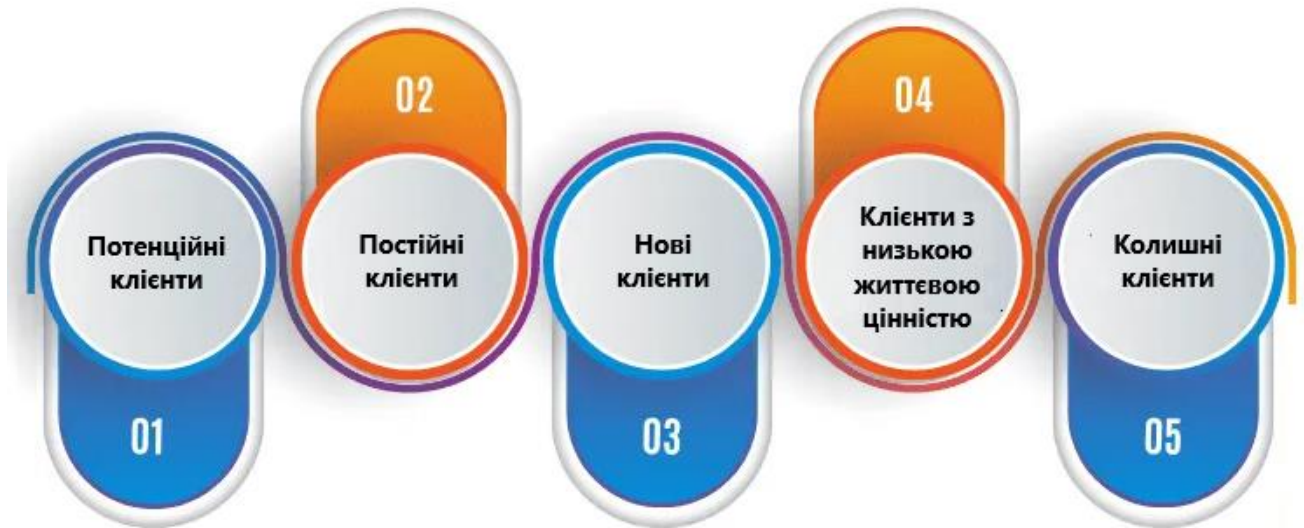 01
Потенційні
клієнти
02
Постійні
клієнти
03
Нові
клієнти
04
Клієнти з
низькою
життєвою
цінністю
05
Колишні
клієнти